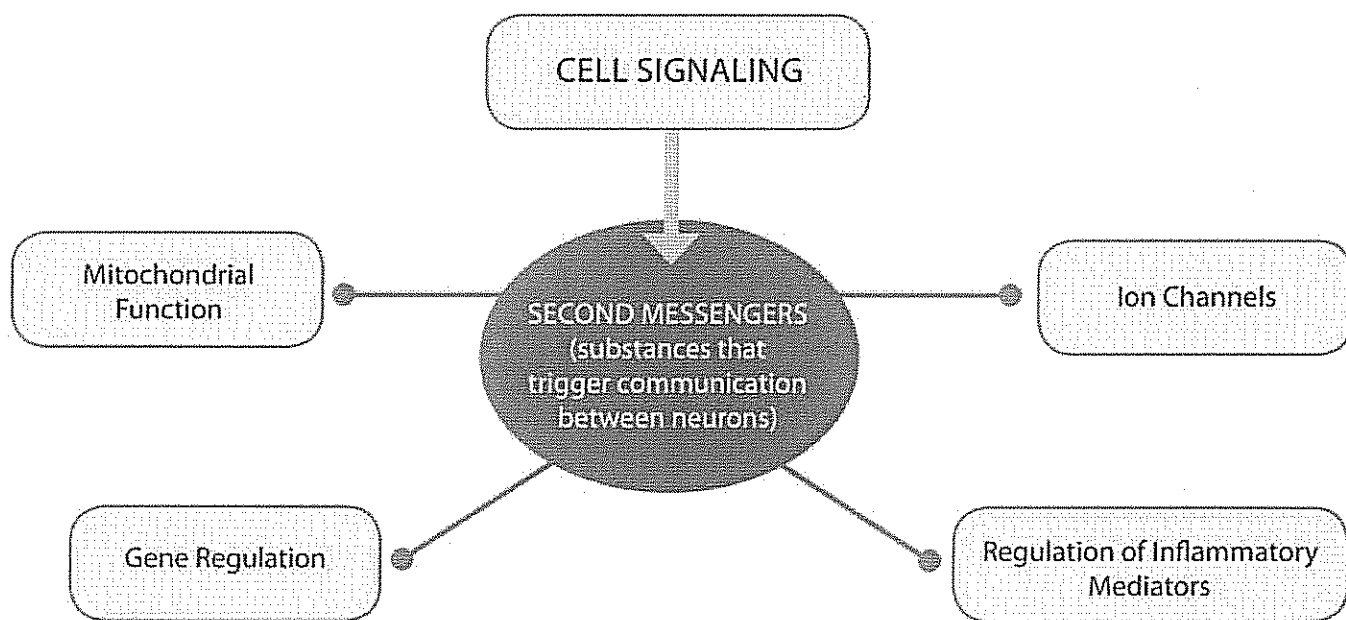 CELL SIGNALING
Mitochondrial
Function
SECOND MESSENGERS
(substances that
trigger communication
between neurons)
Ion Channels
Gene Regulation
Regulation of Inflammatory
Mediators